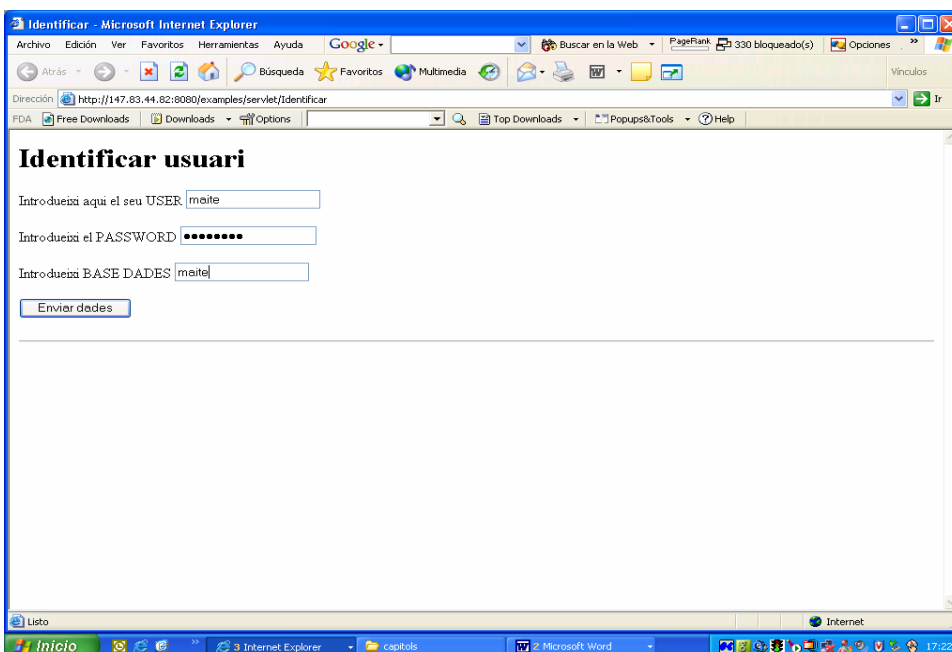 Identificar - Microsoft Internet Explorer
Archivo Edición Ver Favoritos Herramientas Ayuda Google Buscar en la Web PageRank 330 bloqueado(s) Opciones »
Atrás Búsqueda Favoritos Multimedia Vínculos
Dirección http://147.83.44.82:8080/examples/servlet/Identificar Ir
FDA Free Downloads Downloads Options Top Downloads Popups&Tools Help
Identificar usuari
Introdueixi aqui el seu USER maite
Introdueixi el PASSWORD ••••••••
Introdueixi BASE DADES maite
Enviar dades
Listo Internet
Inicio » 3 Internet Explorer capitols 2 Microsoft Word 17:22